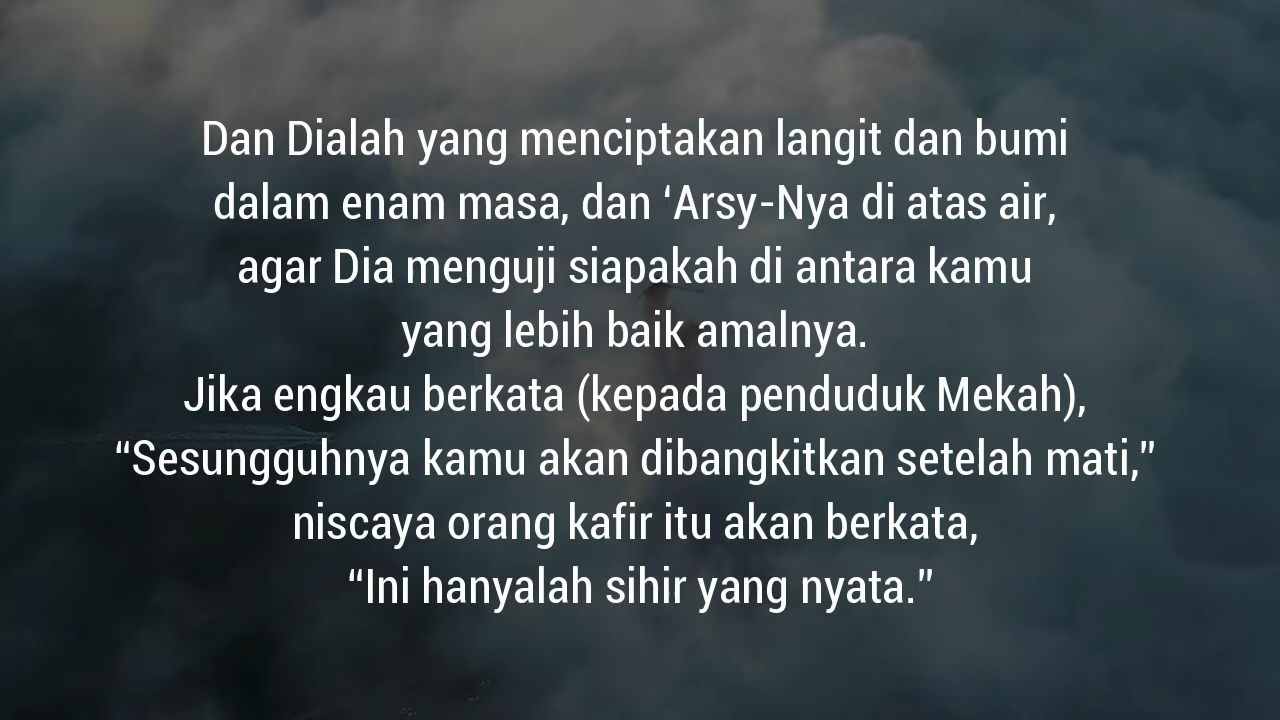 Dan Dialah yang menciptakan langit dan bumi
dalam enam masa, dan ‘Arsy-Nya di atas air,
agar Dia menguji siapakah di antara kamu
yang lebih baik amalnya.
Jika engkau berkata (kepada penduduk Mekah),
“Sesungguhnya kamu akan dibangkitkan setelah mati,”
niscaya orang kafir itu akan berkata,
“Ini hanyalah sihir yang nyata.”